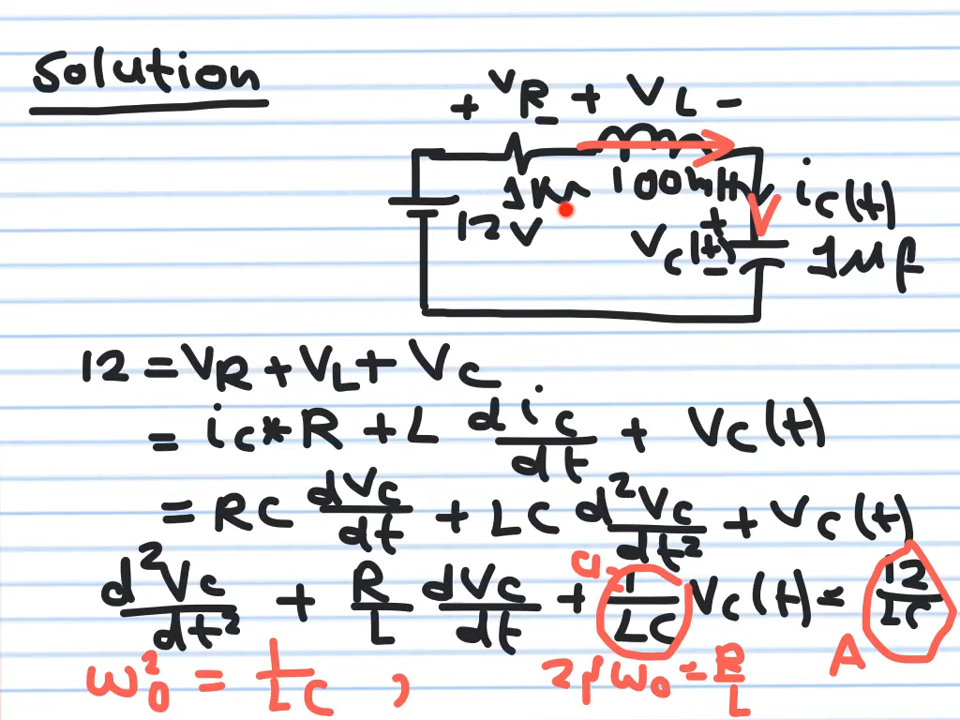 Solution
+ VR - + VL -
1kΩ 100mH ic(t)
12V Vc(t) + - 1μf
12 = VR + VL + Vc
= ic*R + L dic/dt + Vc(t)
= RC dVc/dt + LC d²Vc/dt² + Vc(t)
d²Vc/dt² + R/L dVc/dt + 1/LC Vc(t) = 12/LC
a₂ A
ω₀² = 1/LC , 2ζω₀ = R/L